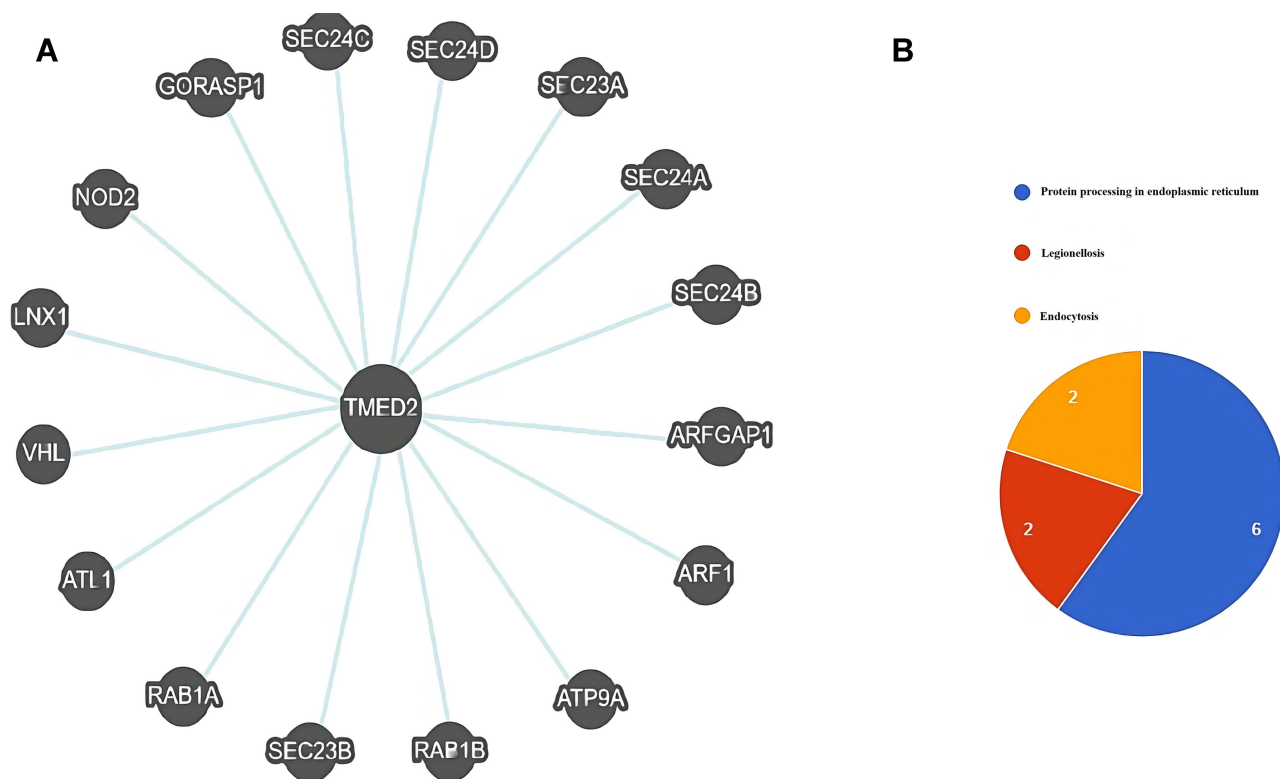 A
B
SEC24C
SEC24D
GORASP1
SEC23A
SEC24A
NOD2
SEC24B
LNX1
TMED2
ARFGAP1
VHL
ATL1
ARF1
RAB1A
ATP9A
SEC23B
Protein processing in endoplasmic reticulum
Legionellosis
Endocytosis
2
2
6